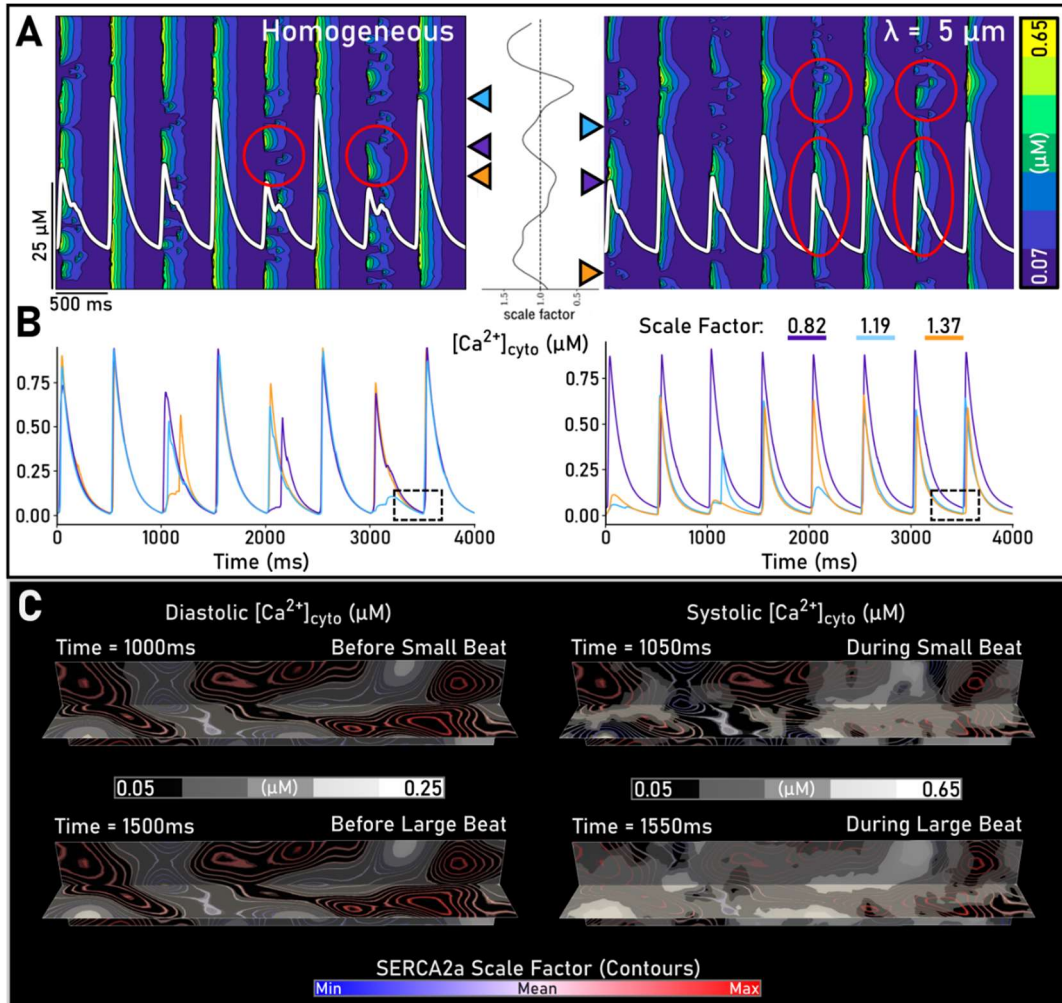 A
Homogeneous
λ = 5 μm
25 μM
500 ms
1.5 1.0 0.5
scale factor
0.65
(μM)
0.07
B
[Ca²⁺]cyto (μM)
Scale Factor: 0.82 1.19 1.37
0.75
0.50
0.25
0.00
0 1000 2000 3000 4000
Time (ms)
0.75
0.50
0.25
0.00
0 1000 2000 3000 4000
Time (ms)
C
Diastolic [Ca²⁺]cyto (μM)
Systolic [Ca²⁺]cyto (μM)
Time = 1000ms Before Small Beat
Time = 1050ms During Small Beat
0.05 (μM) 0.25
0.05 (μM) 0.65
Time = 1500ms Before Large Beat
Time = 1550ms During Large Beat
SERCA2a Scale Factor (Contours)
Min Mean Max